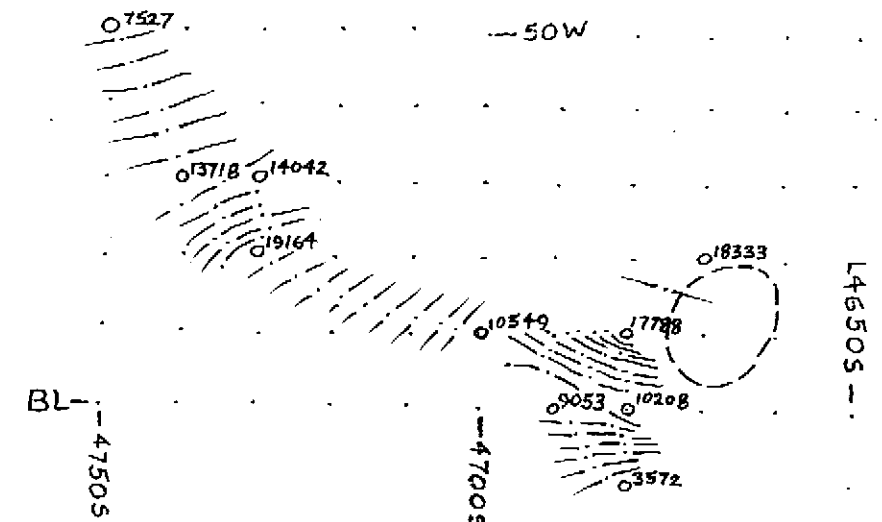 7527
— 50W
13718
14042
19164
18333
10549
17788
L4650S —
BL —
9053
10208
— 4750S
— 4700S
3572